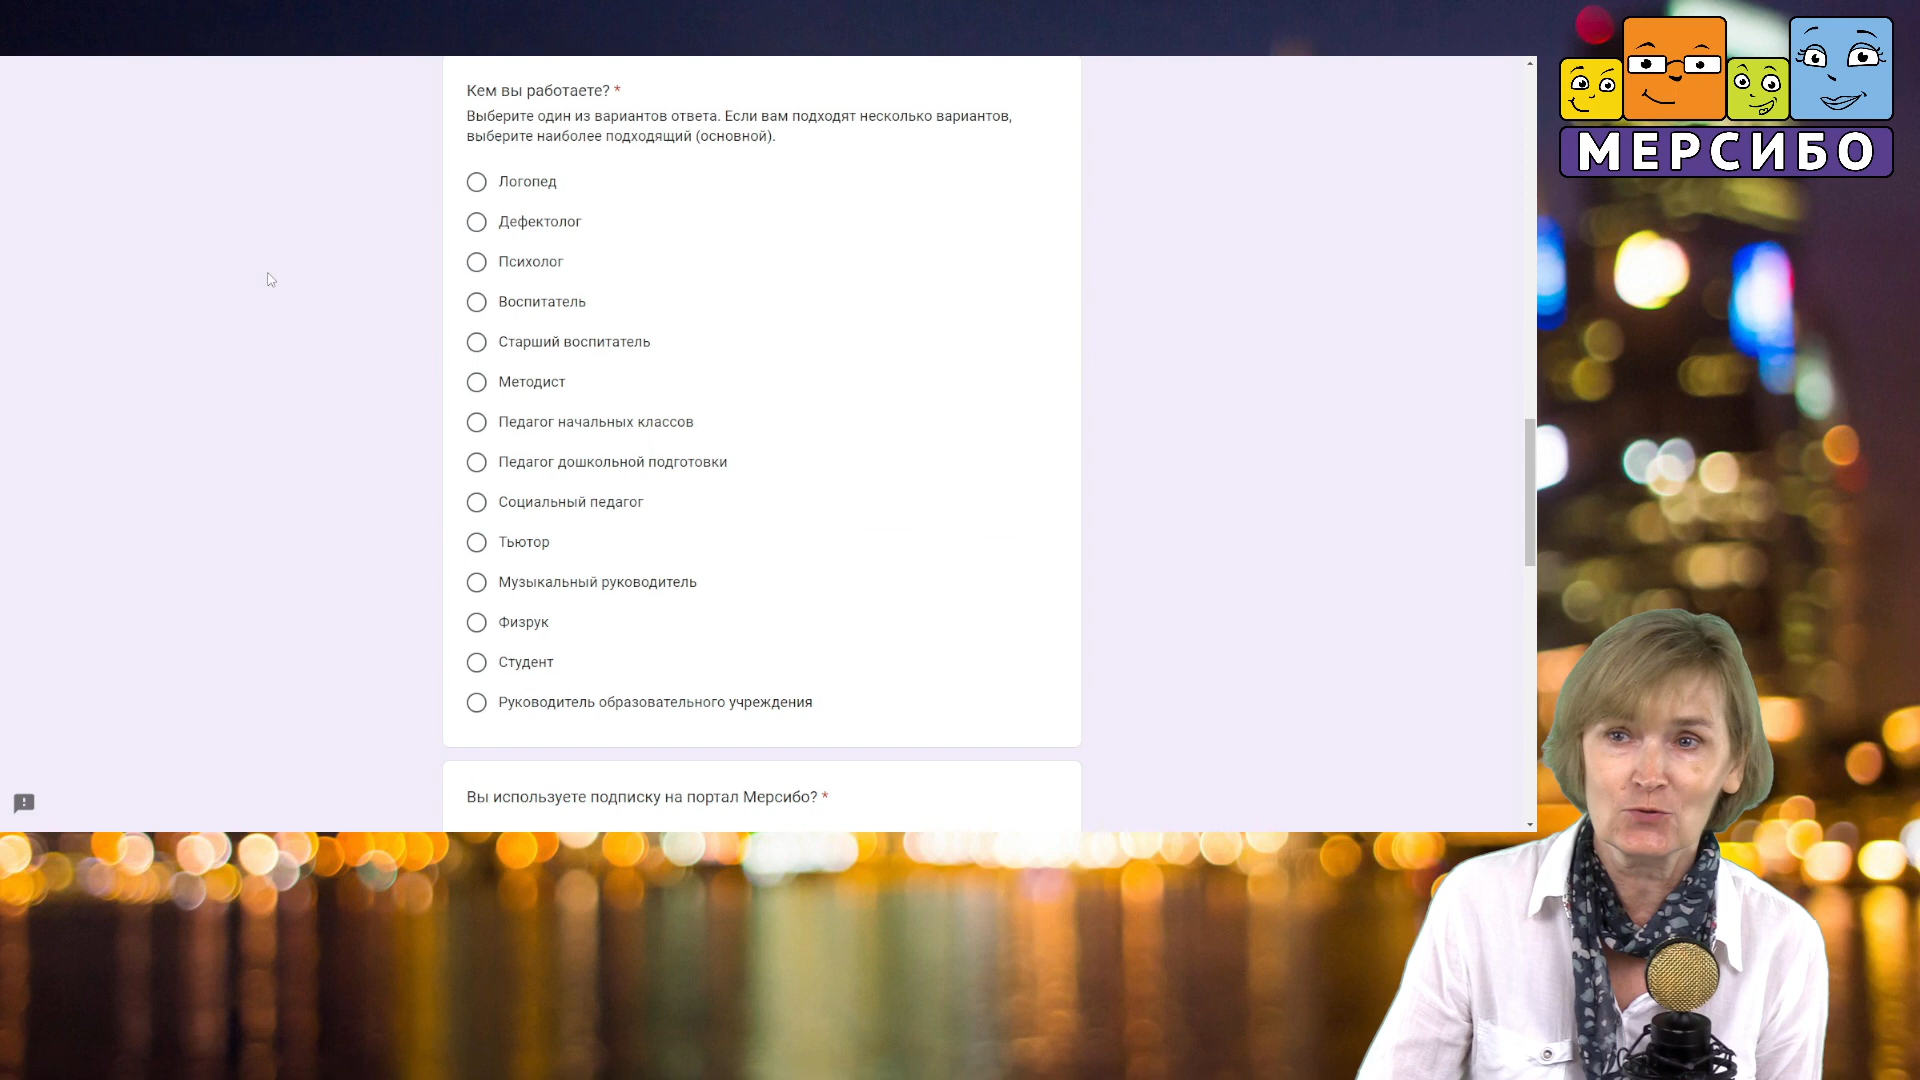 МЕРСИБО
Кем вы работаете? *
Выберите один из вариантов ответа. Если вам подходят несколько вариантов,
выберите наиболее подходящий (основной).
Логопед
Дефектолог
Психолог
Воспитатель
Старший воспитатель
Методист
Педагог начальных классов
Педагог дошкольной подготовки
Социальный педагог
Тьютор
Музыкальный руководитель
Физрук
Студент
Руководитель образовательного учреждения
Вы используете подписку на портал Мерсибо? *